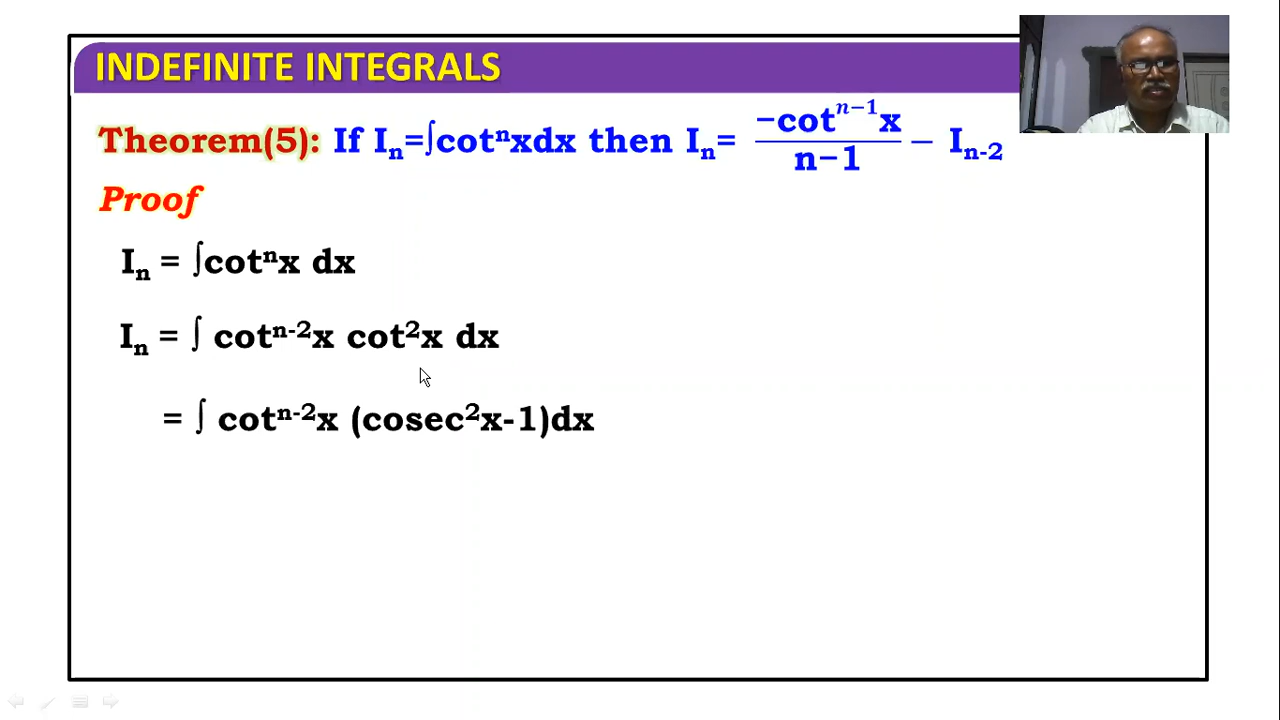 INDEFINITE INTEGRALS
Theorem(5): If Iₙ=∫cotⁿxdx then Iₙ= −cotⁿ⁻¹x/n−1 − Iₙ₋₂
Proof
Iₙ = ∫cotⁿx dx
Iₙ = ∫ cotⁿ⁻²x cot²x dx
= ∫ cotⁿ⁻²x (cosec²x-1)dx